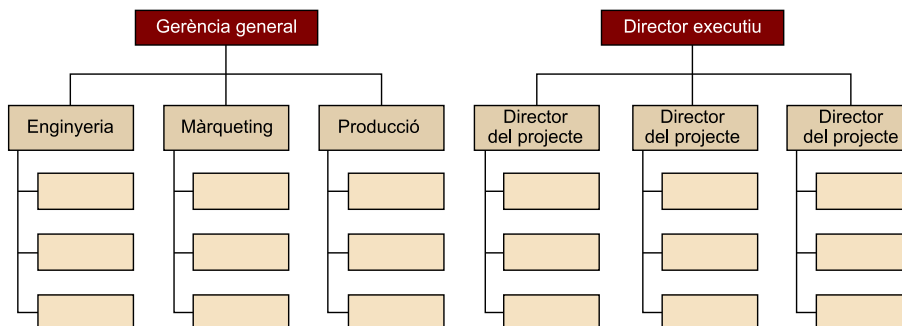 Gerència general
Director executiu
Enginyeria
Màrqueting
Producció
Director
del projecte
Director
del projecte
Director
del projecte